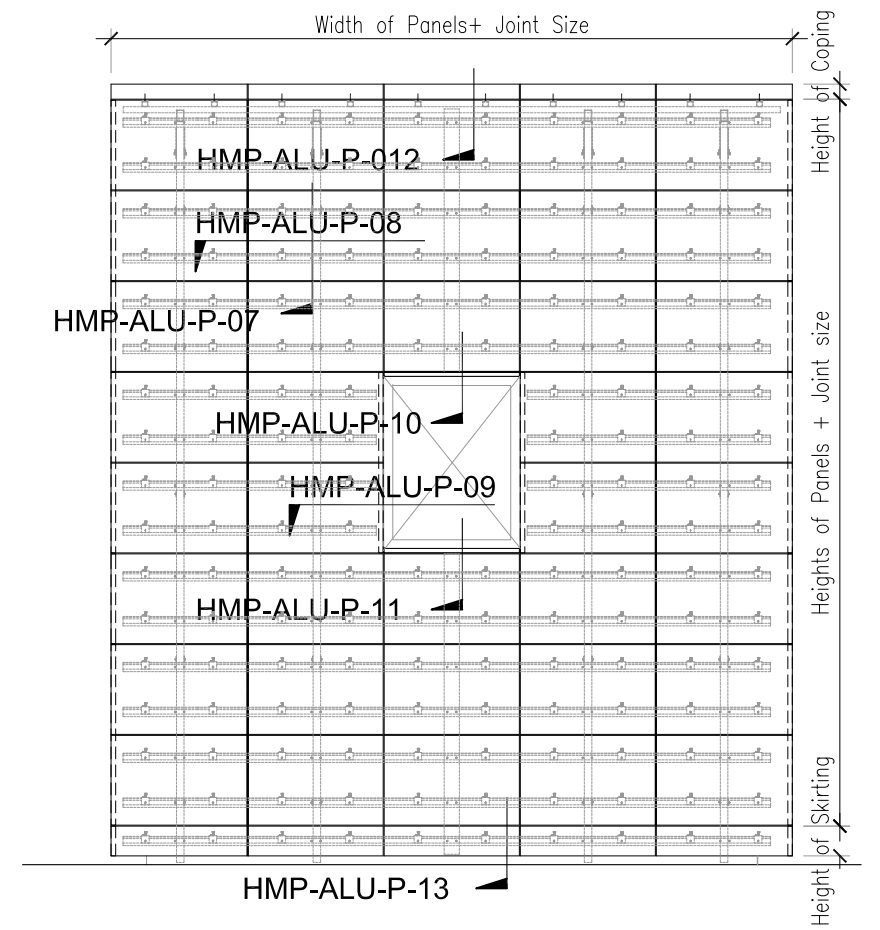 Width of Panels+ Joint Size
Height of Coping
HMP-ALU-P-012
HMP-ALU-P-08
HMP-ALU-P-07
Heights of Panels + Joint size
HMP-ALU-P-10
HMP-ALU-P-09
HMP-ALU-P-11
Height of Skirting
HMP-ALU-P-13